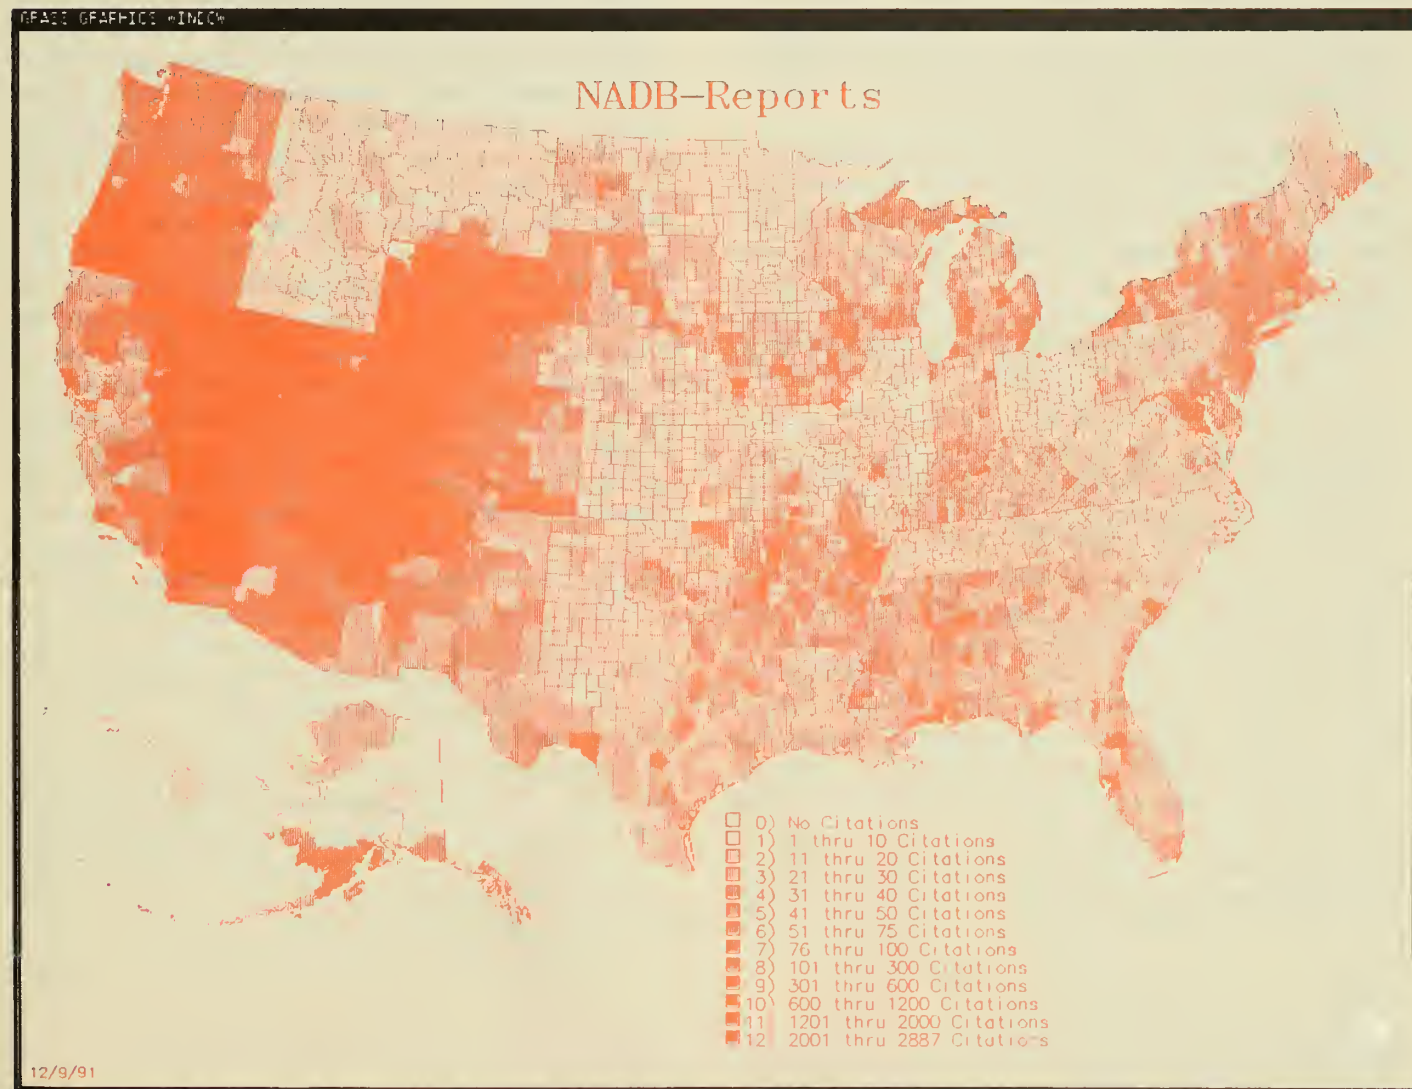 GRASS GRAPHICS WINDOW
NADB-Reports
0) No Citations
1) 1 thru 10 Citations
2) 11 thru 20 Citations
3) 21 thru 30 Citations
4) 31 thru 40 Citations
5) 41 thru 50 Citations
6) 51 thru 75 Citations
7) 76 thru 100 Citations
8) 101 thru 300 Citations
9) 301 thru 600 Citations
10) 600 thru 1200 Citations
11 1201 thru 2000 Citations
12 2001 thru 2887 Citations
12/9/91